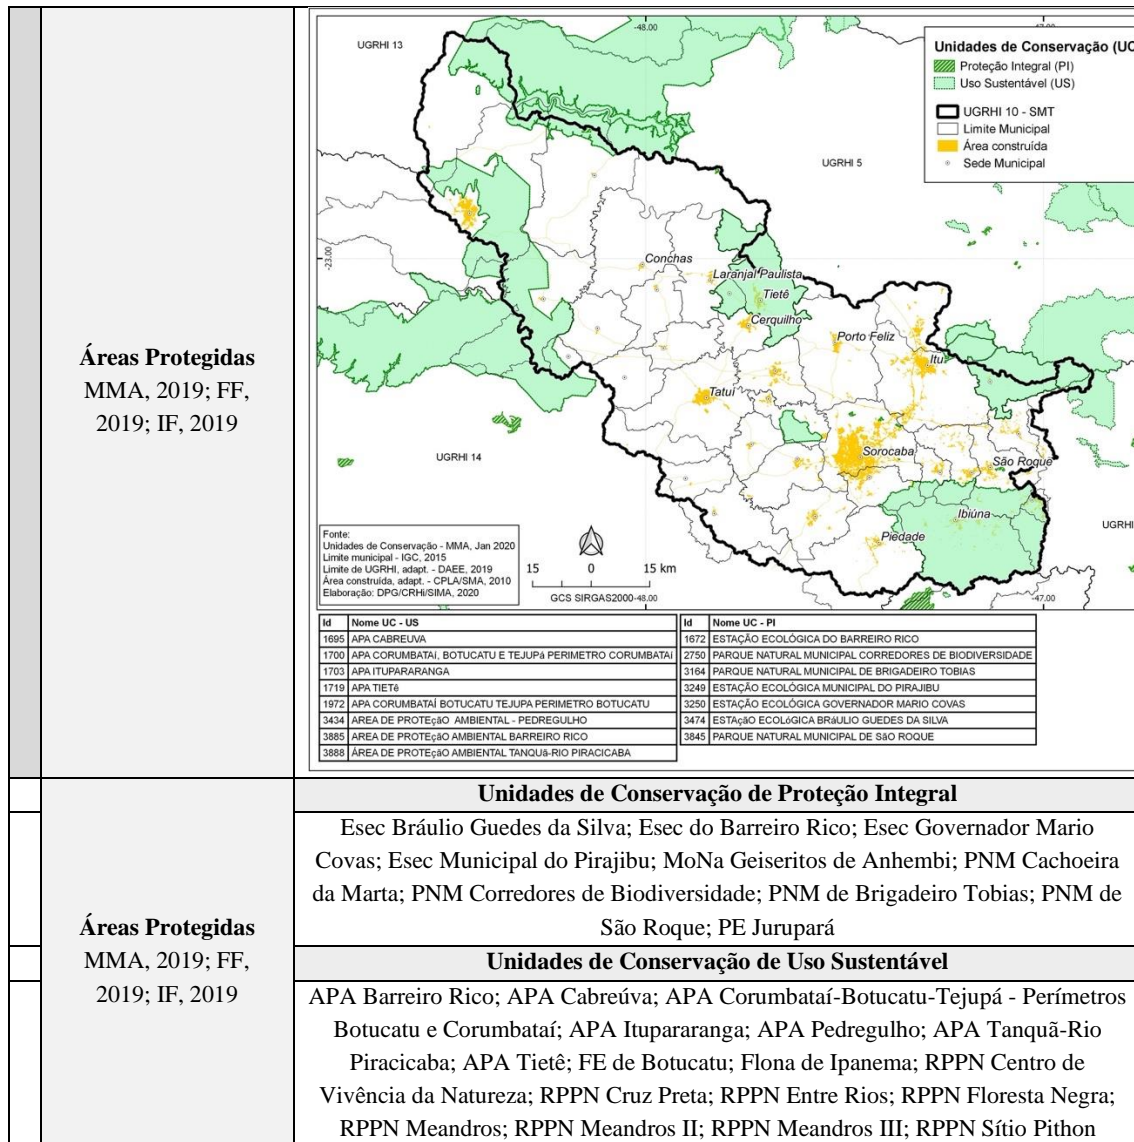 Áreas Protegidas
MMA, 2019; FF,
2019; IF, 2019
-48.00
-47.00
UGRHI 13
UGRHI 5
-23.00
Unidades de Conservação (UC
Proteção Integral (PI)
Uso Sustentável (US)
UGRHI 10 - SMT
Limite Municipal
Área construída
Sede Municipal
Conchas
Laranjal Paulista
Tietê
Cerquilho
Porto Feliz
Itu
Tatuí
Sorocaba
São Roque
UGRHI 14
Ibiúna
UGRHI
Piedade
Fonte:
Unidades de Conservação - MMA, Jan 2020
Limite municipal - IGC, 2015
Limite de UGRHI, adapt. - DAEE, 2019
Área construída, adapt. - CPLA/SMA, 2010
Elaboração: DPG/CRHi/SIMA, 2020
15 0 15 km
GCS SIRGAS2000
-48.00
-47.00
Id Nome UC - US
1695 APA CABREUVA
1700 APA CORUMBATAí, BOTUCATU E TEJUPá PERIMETRO CORUMBATAí
1703 APA ITUPARARANGA
1719 APA TIETê
1972 APA CORUMBATAÍ BOTUCATU TEJUPA PERIMETRO BOTUCATU
3434 AREA DE PROTEçãO AMBIENTAL - PEDREGULHO
3885 ÁREA DE PROTEçãO AMBIENTAL BARREIRO RICO
3888 ÁREA DE PROTEçãO AMBIENTAL TANQUã-RIO PIRACICABA
Id Nome UC - PI
1672 ESTAÇÃO ECOLÓGICA DO BARREIRO RICO
2750 PARQUE NATURAL MUNICIPAL CORREDORES DE BIODIVERSIDADE
3164 PARQUE NATURAL MUNICIPAL DE BRIGADEIRO TOBIAS
3249 ESTAÇÃO ECOLÓGICA MUNICIPAL DO PIRAJIBU
3250 ESTAÇÃO ECOLÓGICA GOVERNADOR MARIO COVAS
3474 ESTAçãO ECOLóGICA BRáULIO GUEDES DA SILVA
3845 PARQUE NATURAL MUNICIPAL DE SãO ROQUE
Áreas Protegidas
MMA, 2019; FF,
2019; IF, 2019
Unidades de Conservação de Proteção Integral
Esec Bráulio Guedes da Silva; Esec do Barreiro Rico; Esec Governador Mario
Covas; Esec Municipal do Pirajibu; MoNa Geiseritos de Anhembi; PNM Cachoeira
da Marta; PNM Corredores de Biodiversidade; PNM de Brigadeiro Tobias; PNM de
São Roque; PE Jurupará
Unidades de Conservação de Uso Sustentável
APA Barreiro Rico; APA Cabreúva; APA Corumbataí-Botucatu-Tejupá - Perímetros
Botucatu e Corumbataí; APA Itupararanga; APA Pedregulho; APA Tanquã-Rio
Piracicaba; APA Tietê; FE de Botucatu; Flona de Ipanema; RPPN Centro de
Vivência da Natureza; RPPN Cruz Preta; RPPN Entre Rios; RPPN Floresta Negra;
RPPN Meandros; RPPN Meandros II; RPPN Meandros III; RPPN Sítio Pithon